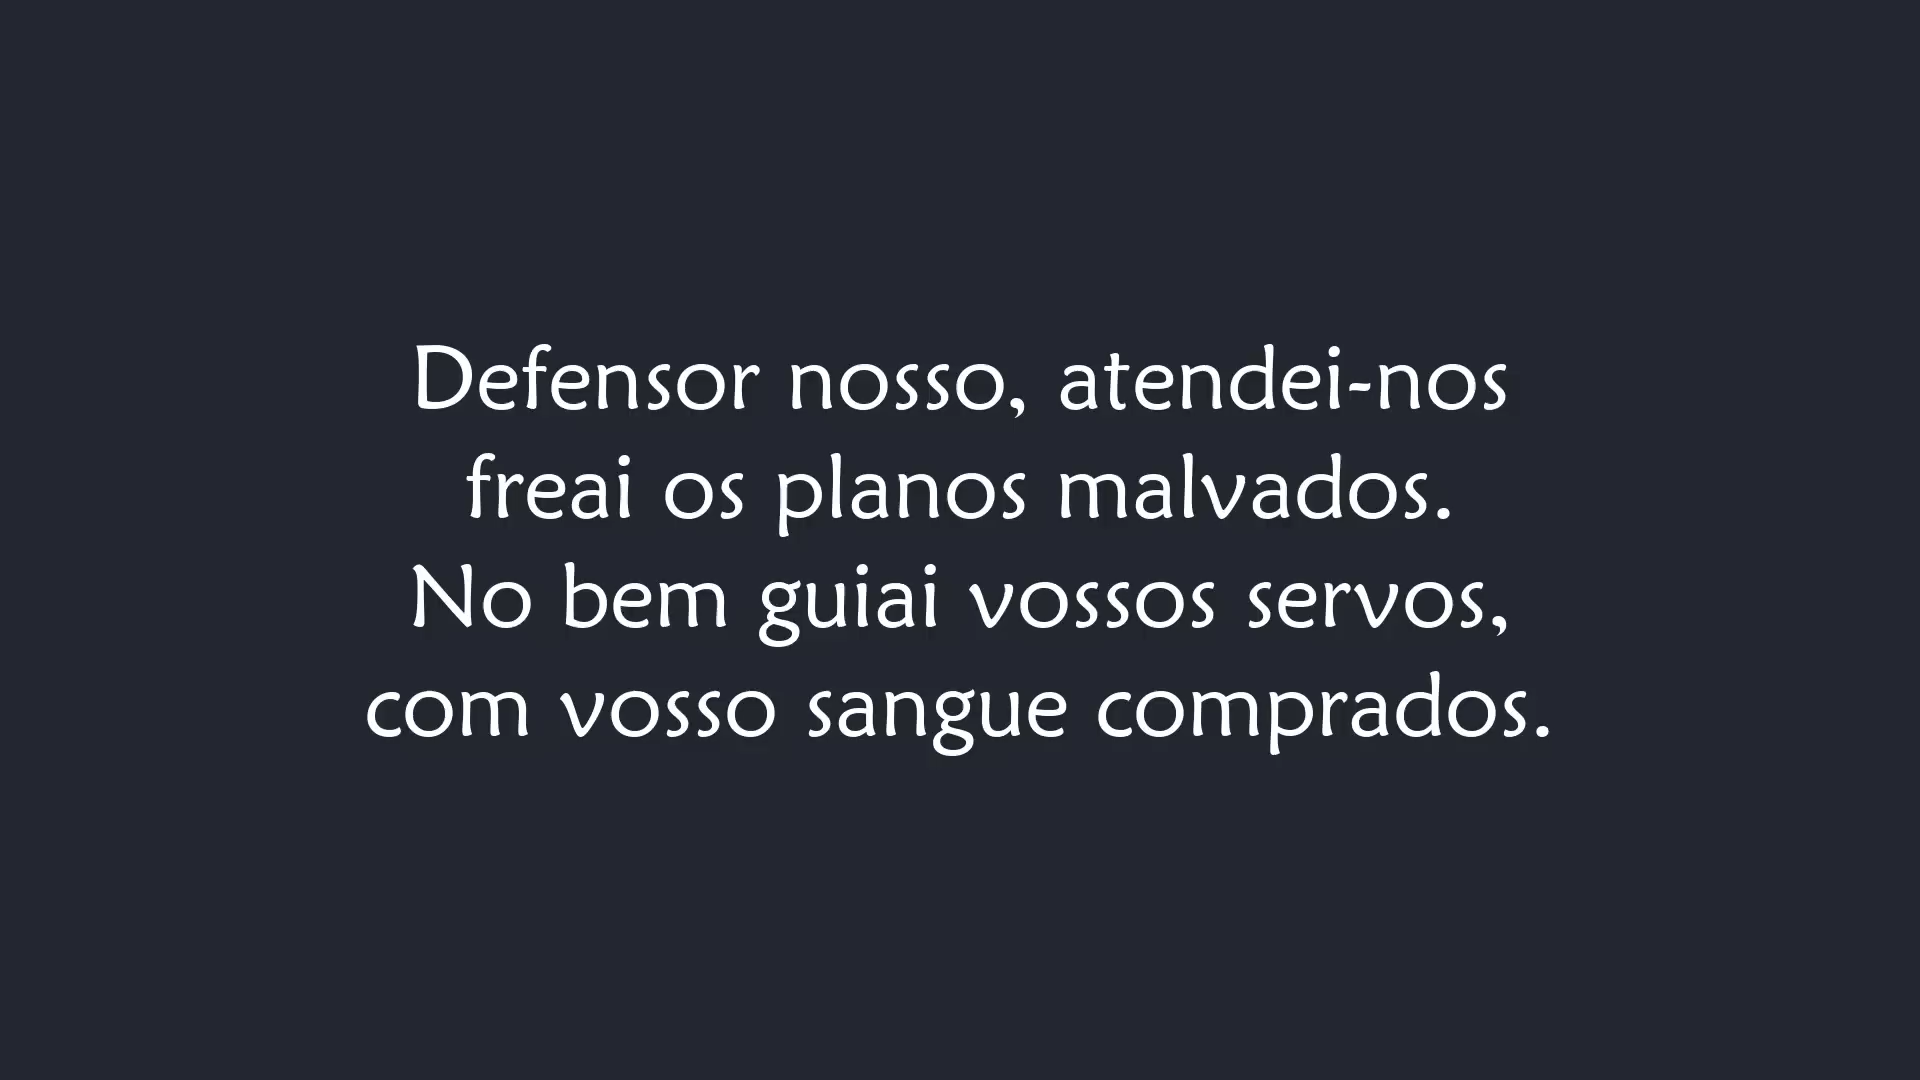 Defensor nosso, atendei-nos
freai os planos malvados.
No bem guiai vossos servos,
com vosso sangue comprados.